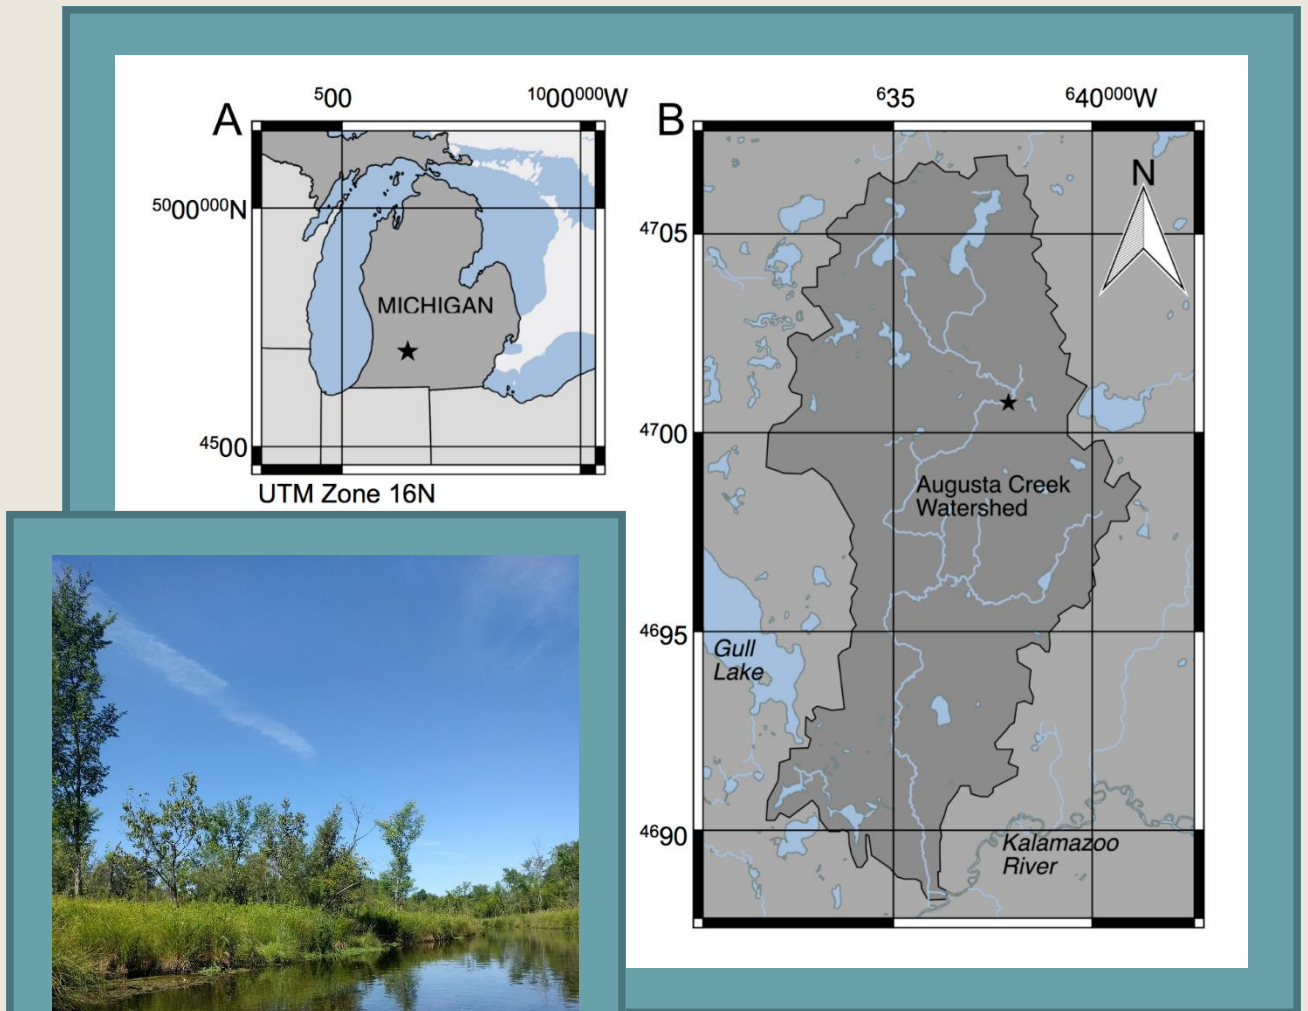 A
⁵00
¹⁰00⁰⁰⁰W
⁵⁰00⁰⁰⁰N
MICHIGAN
⁴⁵00
UTM Zone 16N
B
⁶35
⁶40⁰⁰⁰W
N
⁴⁷05
⁴⁷00
Augusta Creek
Watershed
⁴⁶95
Gull
Lake
⁴⁶90
Kalamazoo
River